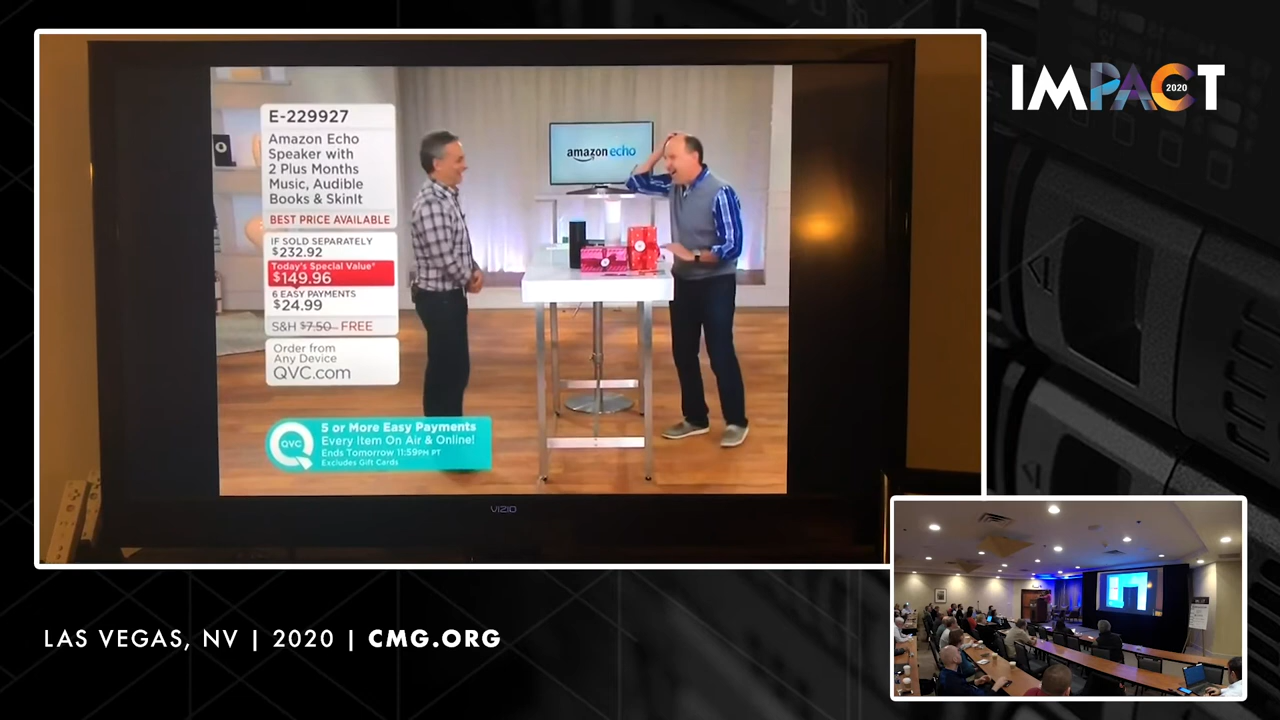 IMPACT
2020
E-229927
Amazon Echo
Speaker with
2 Plus Months
Music, Audible
Books & SkinIt
BEST PRICE AVAILABLE
IF SOLD SEPARATELY
$232.92
Today's Special Value*
$149.96
6 EASY PAYMENTS
$24.99
S&H $7.50 FREE
Order from
Any Device
QVC.com
amazon echo
QVC
5 or More Easy Payments
Every Item On Air & Online!
Ends Tomorrow 11:59PM PT
Excludes Gift Cards
VIZIO
LAS VEGAS, NV | 2020 | CMG.ORG